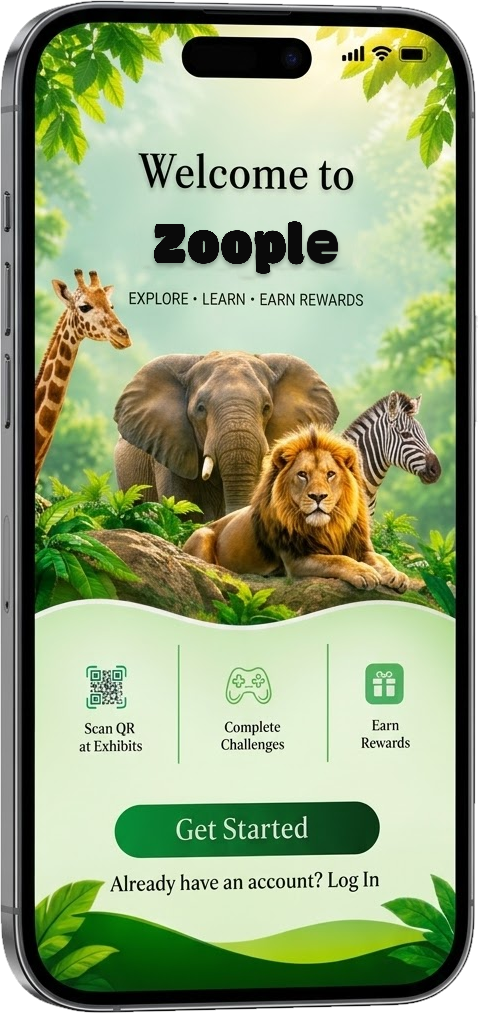 Welcome to
Zoople
EXPLORE • LEARN • EARN REWARDS
Scan QR
at Exhibits
Complete
Challenges
Earn
Rewards
Get Started
Already have an account? Log In